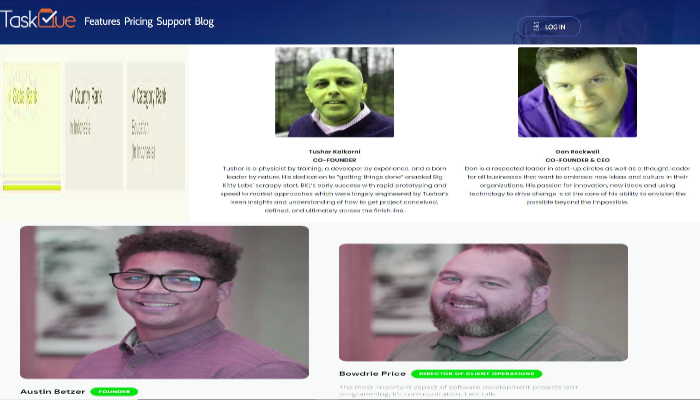 TaskQue
Features Pricing Support Blog
LOG IN
Global Rank
Country Rank
Category Rank
In Indonesia
Education
(In Indonesia)
Tushar Kalkarni
CO-FOUNDER
Tushar is a physicist by training, a developer by experience, and a born
leader by nature. His dedication to "getting things done" enabled Big
Kitty Labs' scrappy start. BKL's early success with rapid prototyping and
speed to market approaches which were largely engineered by Tushar's
keen insights and understanding of how to get project conceived,
defined, and ultimately across the finish line.
Dan Rockwell
CO-FOUNDER & CEO
Dan is a respected leader in start-up circles as well as a thought leader
for all businesses that want to embrace new ideas and culture in their
organizations. His passion for innovation, new ideas and using
technology to drive change is at the core of his ability to envision the
possible beyond the impossible.
Austin Betzer FOUNDER
Bowdrie Price DIRECTOR OF CLIENT OPERATIONS
The most important aspect of software development projects isn't
programming, it's communication. Let's talk.